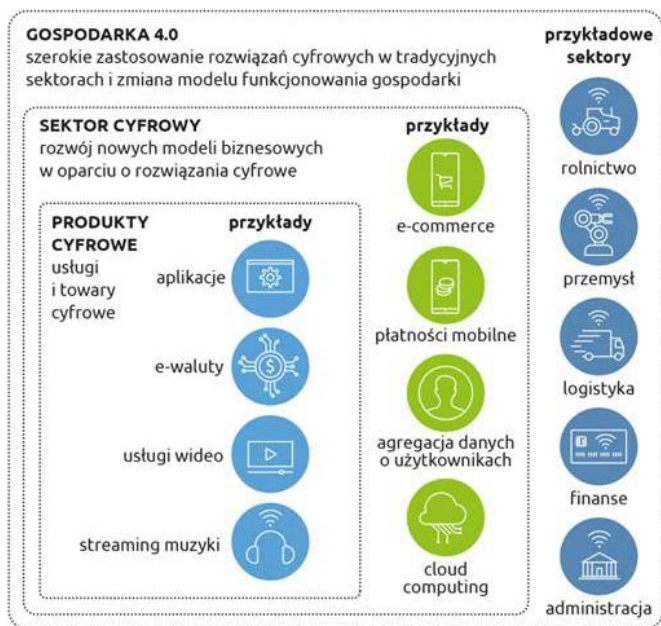 GOSPODARKA 4.0
szerokie zastosowanie rozwiązań cyfrowych w tradycyjnych
sektorach i zmiana modelu funkcjonowania gospodarki
przykładowe
sektory
rolnictwo
przemysł
logistyka
finanse
administracja
SEKTOR CYFROWY
rozwój nowych modeli biznesowych
w oparciu o rozwiązania cyfrowe
przykłady
e-commerce
płatności mobilne
agregacja danych
o użytkownikach
cloud
computing
PRODUKTY
CYFROWE
usługi
i towary
cyfrowe
przykłady
aplikacje
e-waluty
$
usługi wideo
streaming muzyki